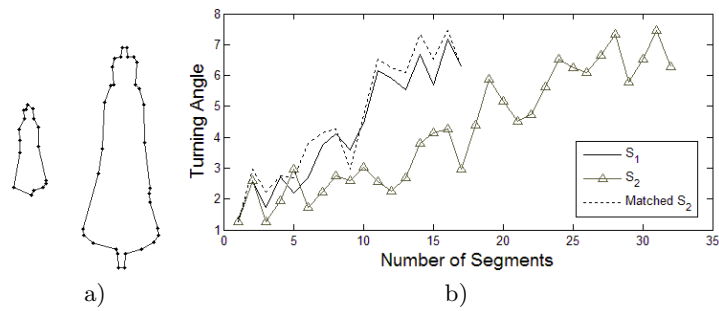 8
7
6
5
4
3
2
1
Turning Angle
0 5 10 15 20 25 30 35
Number of Segments
S1
S2
Matched S2
a) b)